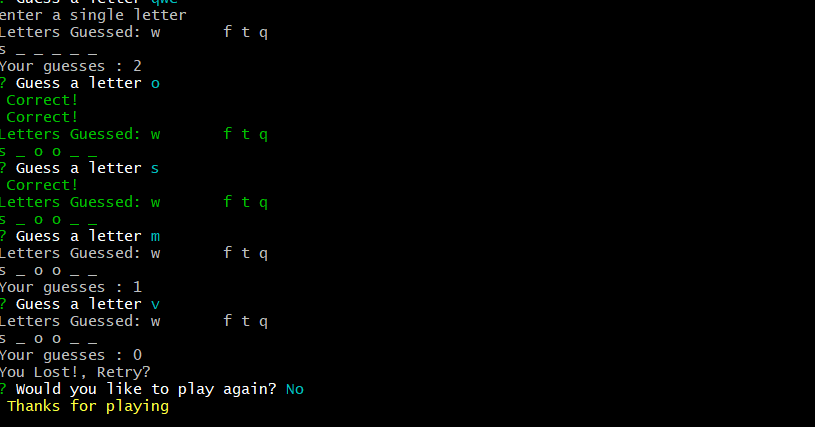 ? Guess a letter qwe
enter a single letter
Letters Guessed: w       f t q
s _ _ _ _ _
Your guesses : 2
? Guess a letter o
Correct!
Correct!
Letters Guessed: w       f t q
s _ o o _ _
? Guess a letter s
Correct!
Letters Guessed: w       f t q
s _ o o _ _
? Guess a letter m
Letters Guessed: w       f t q
s _ o o _ _
Your guesses : 1
? Guess a letter v
Letters Guessed: w       f t q
s _ o o _ _
Your guesses : 0
You Lost!, Retry?
? Would you like to play again? No
Thanks for playing